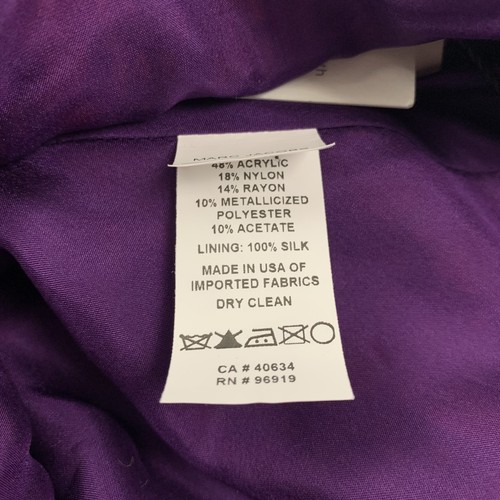 48% ACRYLIC
18% NYLON
14% RAYON
10% METALLICIZED
POLYESTER
10% ACETATE
LINING: 100% SILK
MADE IN USA OF
IMPORTED FABRICS
DRY CLEAN
CA # 40634
RN # 96919